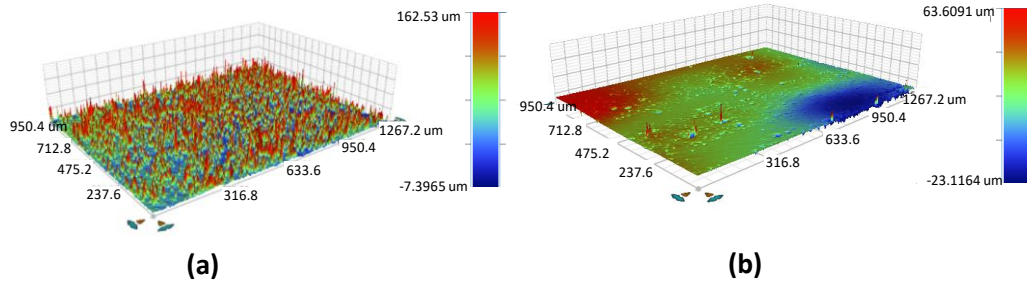 162.53 um
950.4 um
712.8
475.2
237.6
316.8
633.6
950.4
1267.2 um
-7.3965 um
(a)
63.6091
950.4 um
712.8
475.2
237.6
316.8
633.6
950.4
1267.2 um
-23.1164 um
(b)